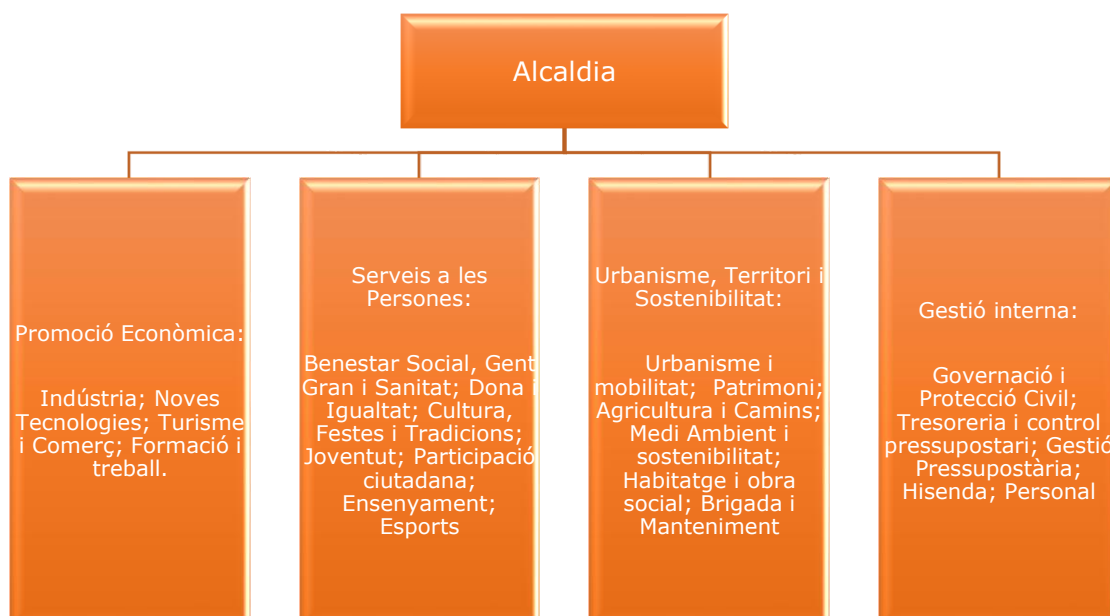 Alcaldia
Promoció Econòmica:
Indústria; Noves
Tecnologies; Turisme
i Comerç; Formació i
treball.
Serveis a les
Persones:
Benestar Social, Gent
Gran i Sanitat; Dona i
Igualtat; Cultura,
Festes i Tradicions;
Joventut; Participació
ciutadana;
Ensenyament;
Esports
Urbanisme, Territori i
Sostenibilitat:
Urbanisme i
mobilitat;  Patrimoni;
Agricultura i Camins;
Medi Ambient i
sostenibilitat;
Habitatge i obra
social; Brigada i
Manteniment
Gestió interna:
Governació i
Protecció Civil;
Tresoreria i control
pressupostari; Gestió
Pressupostària;
Hisenda; Personal